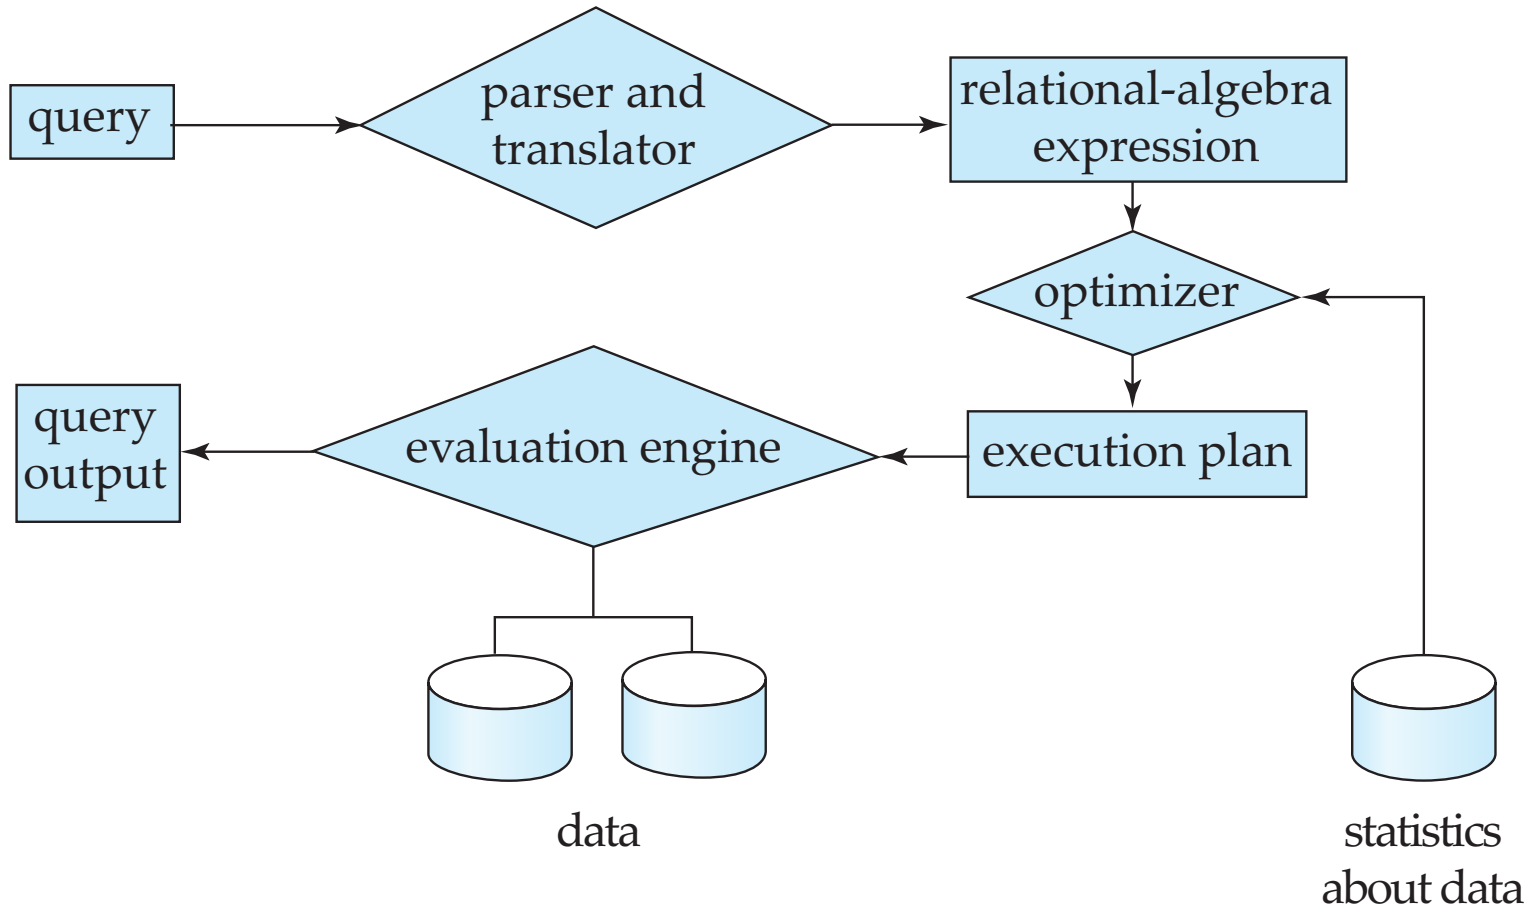 query
parser and
translator
relational-algebra
expression
optimizer
query
output
evaluation engine
execution plan
data
statistics
about data